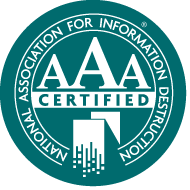 NATIONAL ASSOCIATION FOR INFORMATION DESTRUCTION®
AAA
CERTIFIED